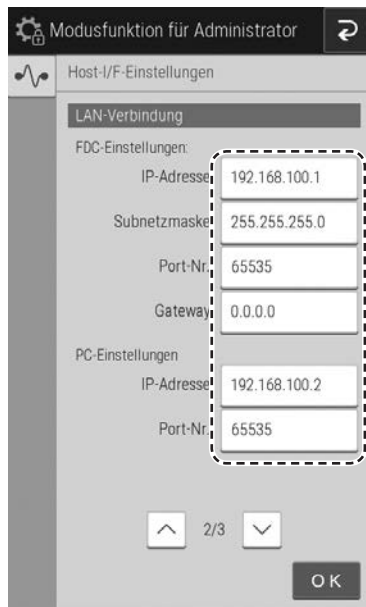 Modusfunktion für Administrator
Host-I/F-Einstellungen
LAN-Verbindung
FDC-Einstellungen:
IP-Adresse 192.168.100.1
Subnetzmaske 255.255.255.0
Port-Nr. 65535
Gateway 0.0.0.0
PC-Einstellungen
IP-Adresse 192.168.100.2
Port-Nr. 65535
2/3
OK